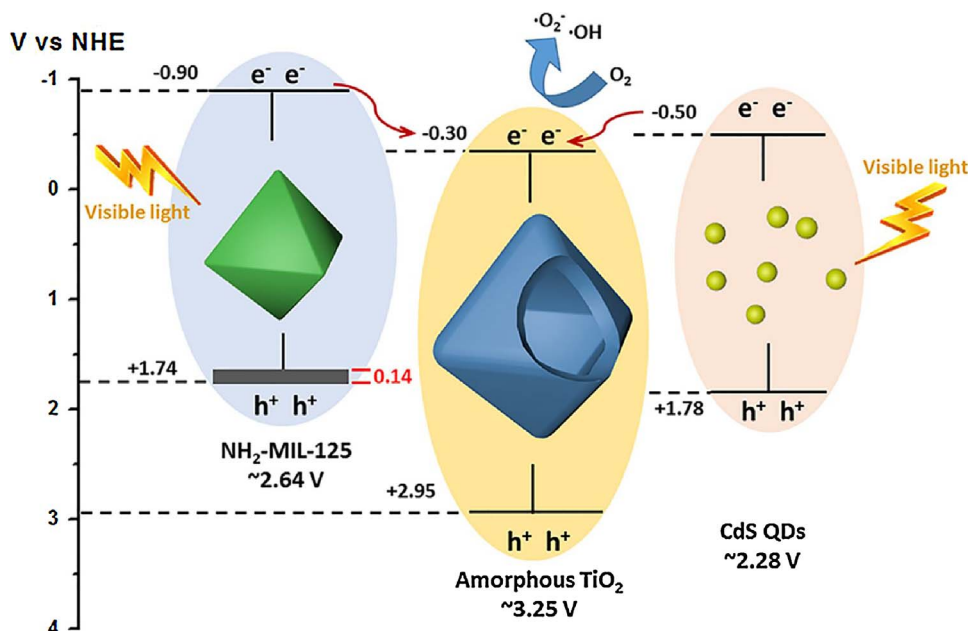 V vs NHE
-1
0
1
2
3
4
·O₂⁻
·OH
O₂
-0.90
e⁻ e⁻
-0.30
e⁻ e⁻
-0.50
e⁻ e⁻
Visible light
Visible light
+1.74
0.14
h⁺ h⁺
+1.78
h⁺ h⁺
NH₂-MIL-125
~2.64 V
+2.95
h⁺ h⁺
CdS QDs
~2.28 V
Amorphous TiO₂
~3.25 V